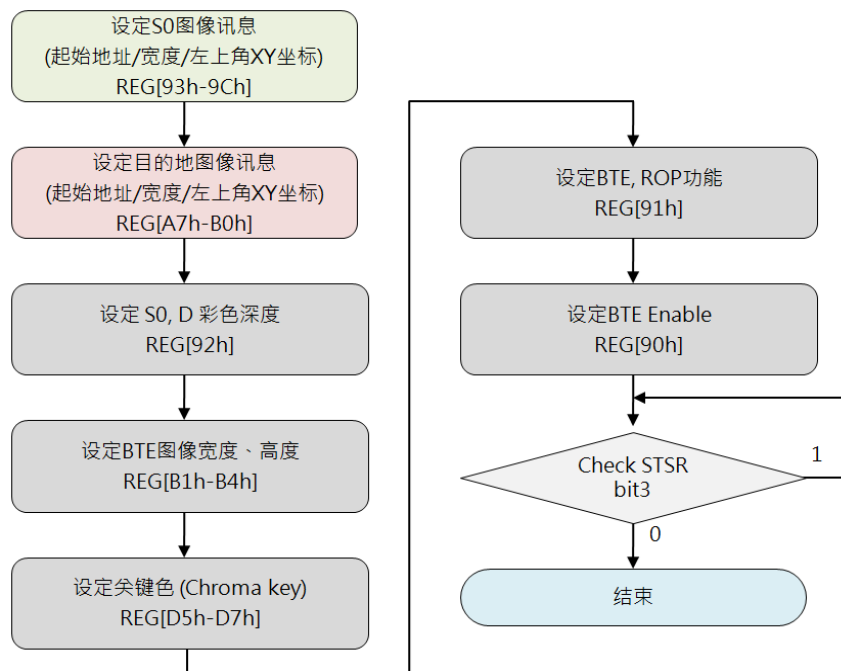 设定S0图像讯息
(起始地址/宽度/左上角XY坐标)
REG[93h-9Ch]
设定目的地图像讯息
(起始地址/宽度/左上角XY坐标)
REG[A7h-B0h]
设定 S0, D 彩色深度
REG[92h]
设定BTE图像宽度、高度
REG[B1h-B4h]
设定尖键色 (Chroma key)
REG[D5h-D7h]
设定BTE, ROP功能
REG[91h]
设定BTE Enable
REG[90h]
Check STSR
bit3
1
0
结束